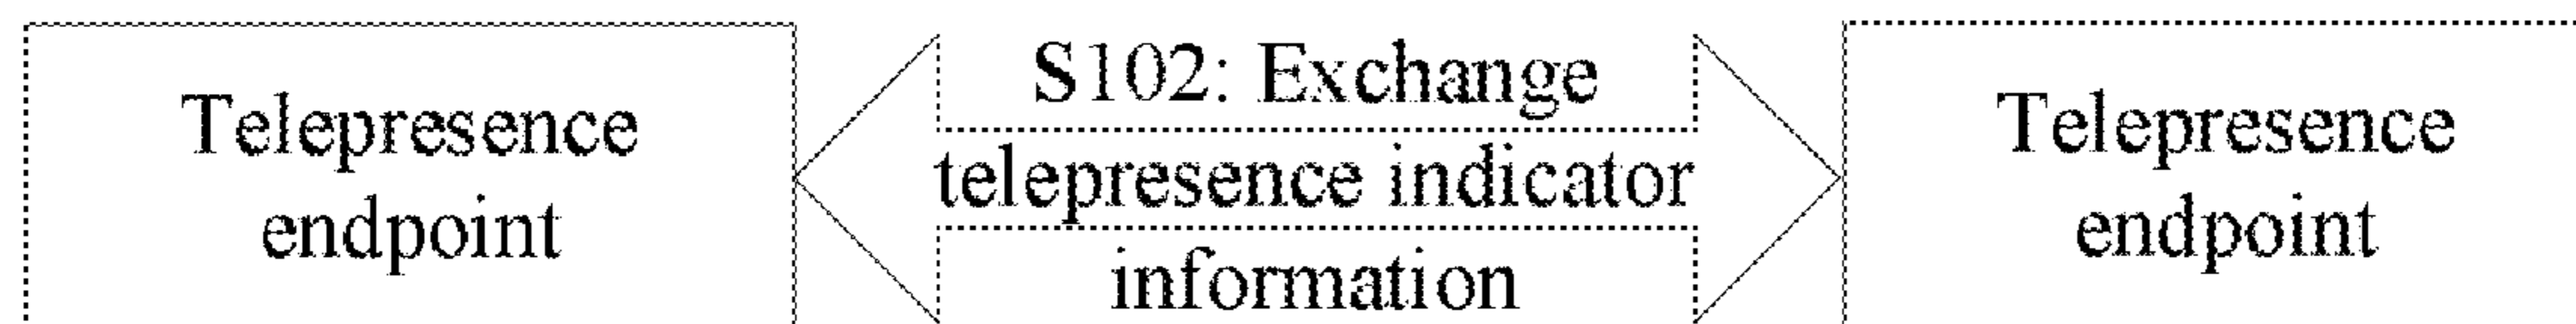 Telepresence
endpoint
S102: Exchange
telepresence indicator
information
Telepresence
endpoint